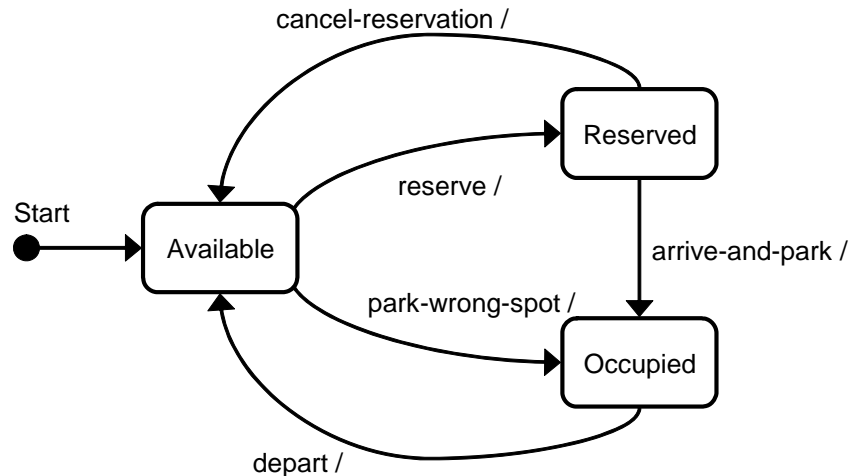 cancel-reservation /
Reserved
reserve /
Start
Available
arrive-and-park /
park-wrong-spot /
Occupied
depart /